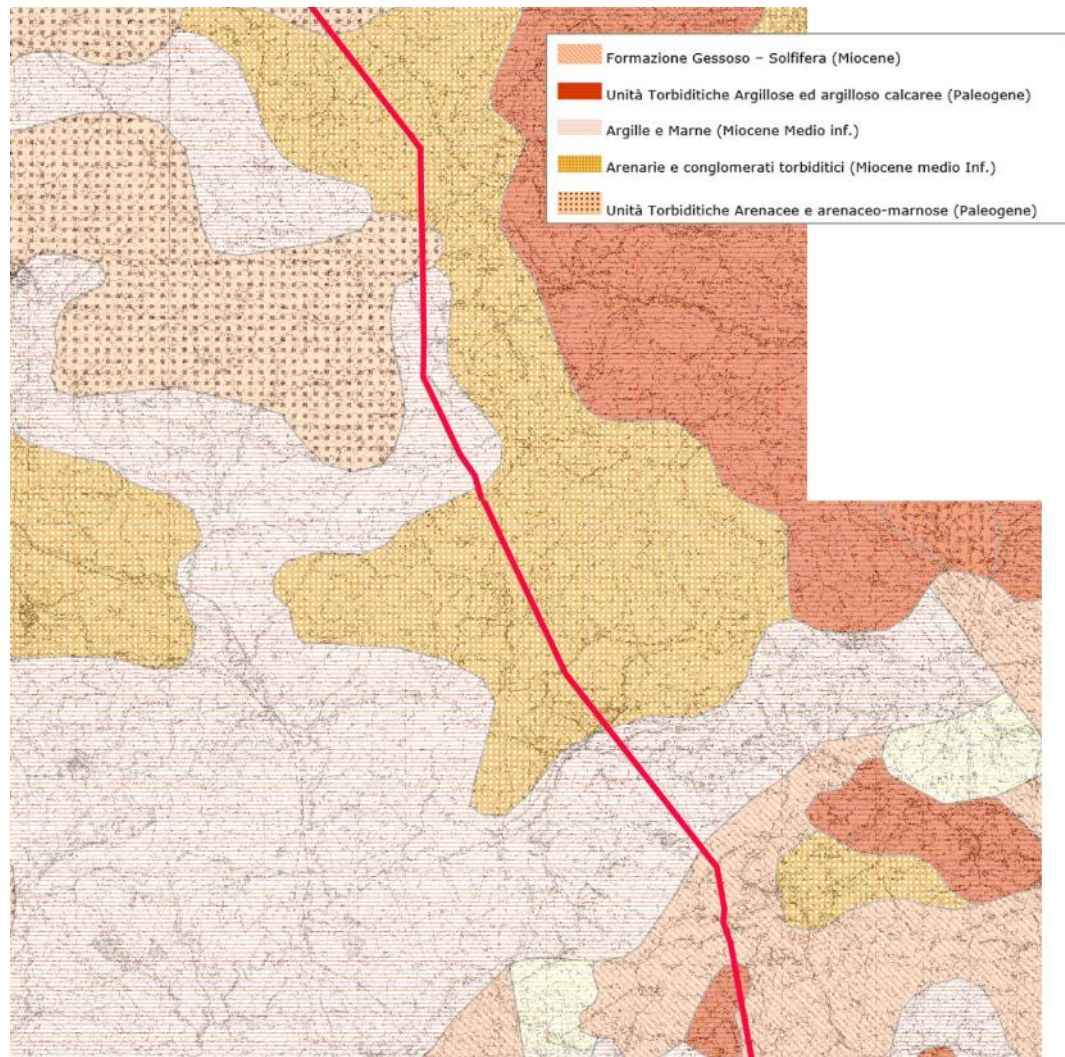 Formazione Gessoso – Solfifera (Miocene)
Unità Torbiditiche Argillose ed argilloso calcaree (Paleogene)
Argille e Marne (Miocene Medio inf.)
Arenarie e conglomerati torbiditici (Miocene medio Inf.)
Unità Torbiditiche Arenacee e arenaceo-marnose (Paleogene)